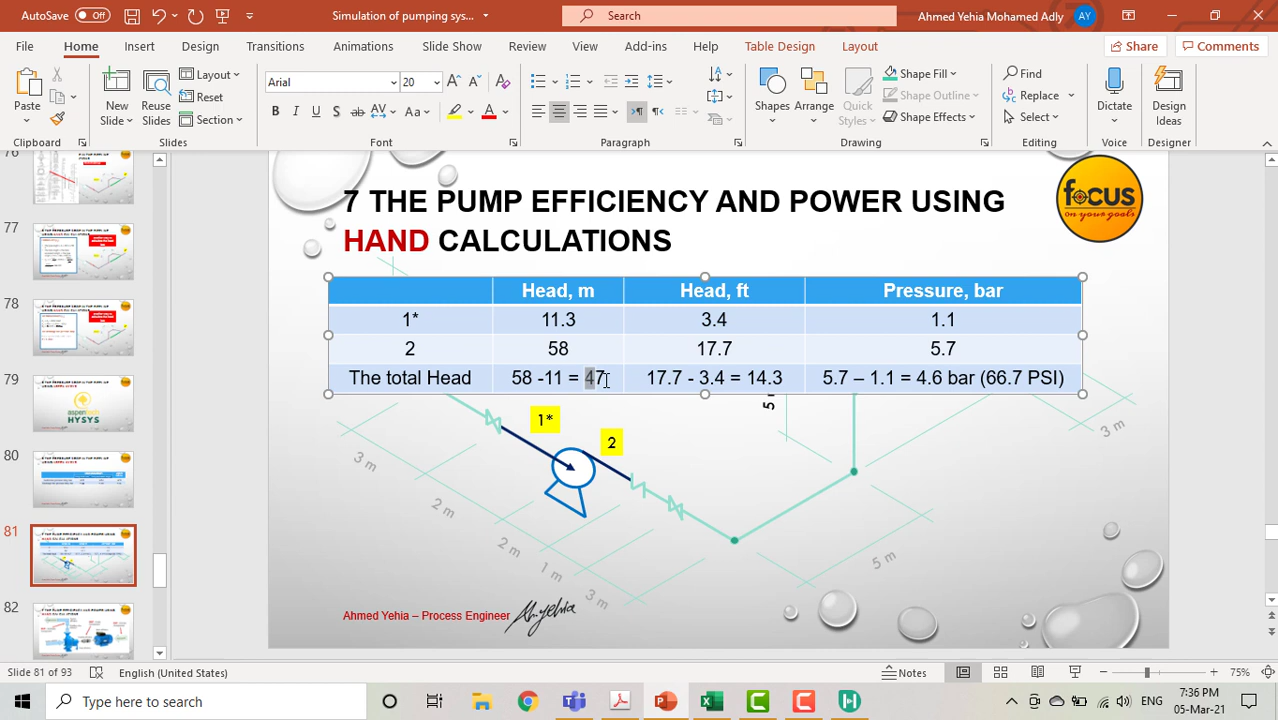 AutoSave Off Simulation of pumping sys... Search Ahmed Yehia Mohamed Adly AY
File Home Insert Design Transitions Animations Slide Show Review View Add-ins Help Table Design Layout Share Comments
Paste New Slide Reuse Slides Layout Reset Section
Arial 20
Shapes Arrange Quick Styles Shape Fill Shape Outline Shape Effects
Find Replace Select Dictate Design Ideas
Clipboard Slides Font Paragraph Drawing Editing Voice Designer
76
77
78
79
aspentech
HYSYS
80
81
82
7 THE PUMP EFFICIENCY AND POWER USING
HAND CALCULATIONS
focus
on your goals
Head, m Head, ft Pressure, bar
1* 11.3 3.4 1.1
2 58 17.7 5.7
The total Head 58 -11 = 47 17.7 - 3.4 = 14.3 5.7 – 1.1 = 4.6 bar (66.7 PSI)
1*
2
3 m
2 m
1 m
3 m
5 m
3 m
Ahmed Yehia – Process Engineer
Slide 81 of 93 English (United States) Notes 75%
Type here to search
ENG
7:36 PM
05-Mar-21